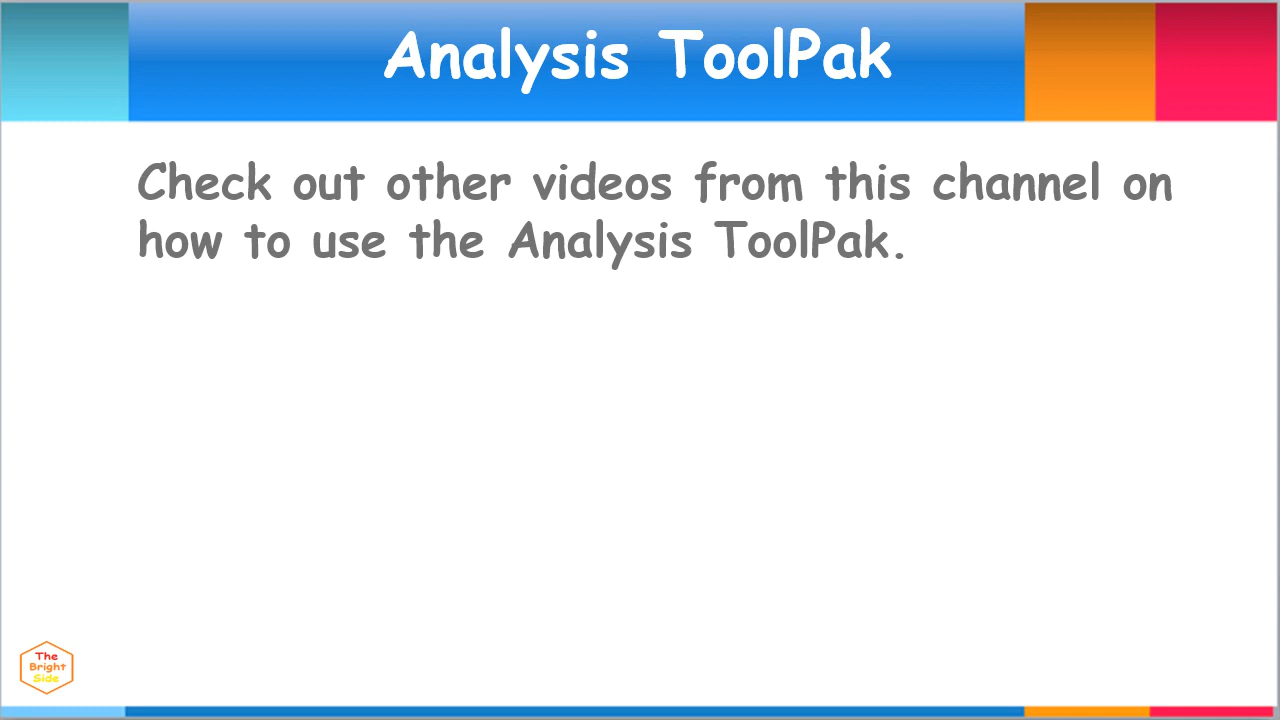 Analysis ToolPak
Check out other videos from this channel on
how to use the Analysis ToolPak.
The
Bright
Side